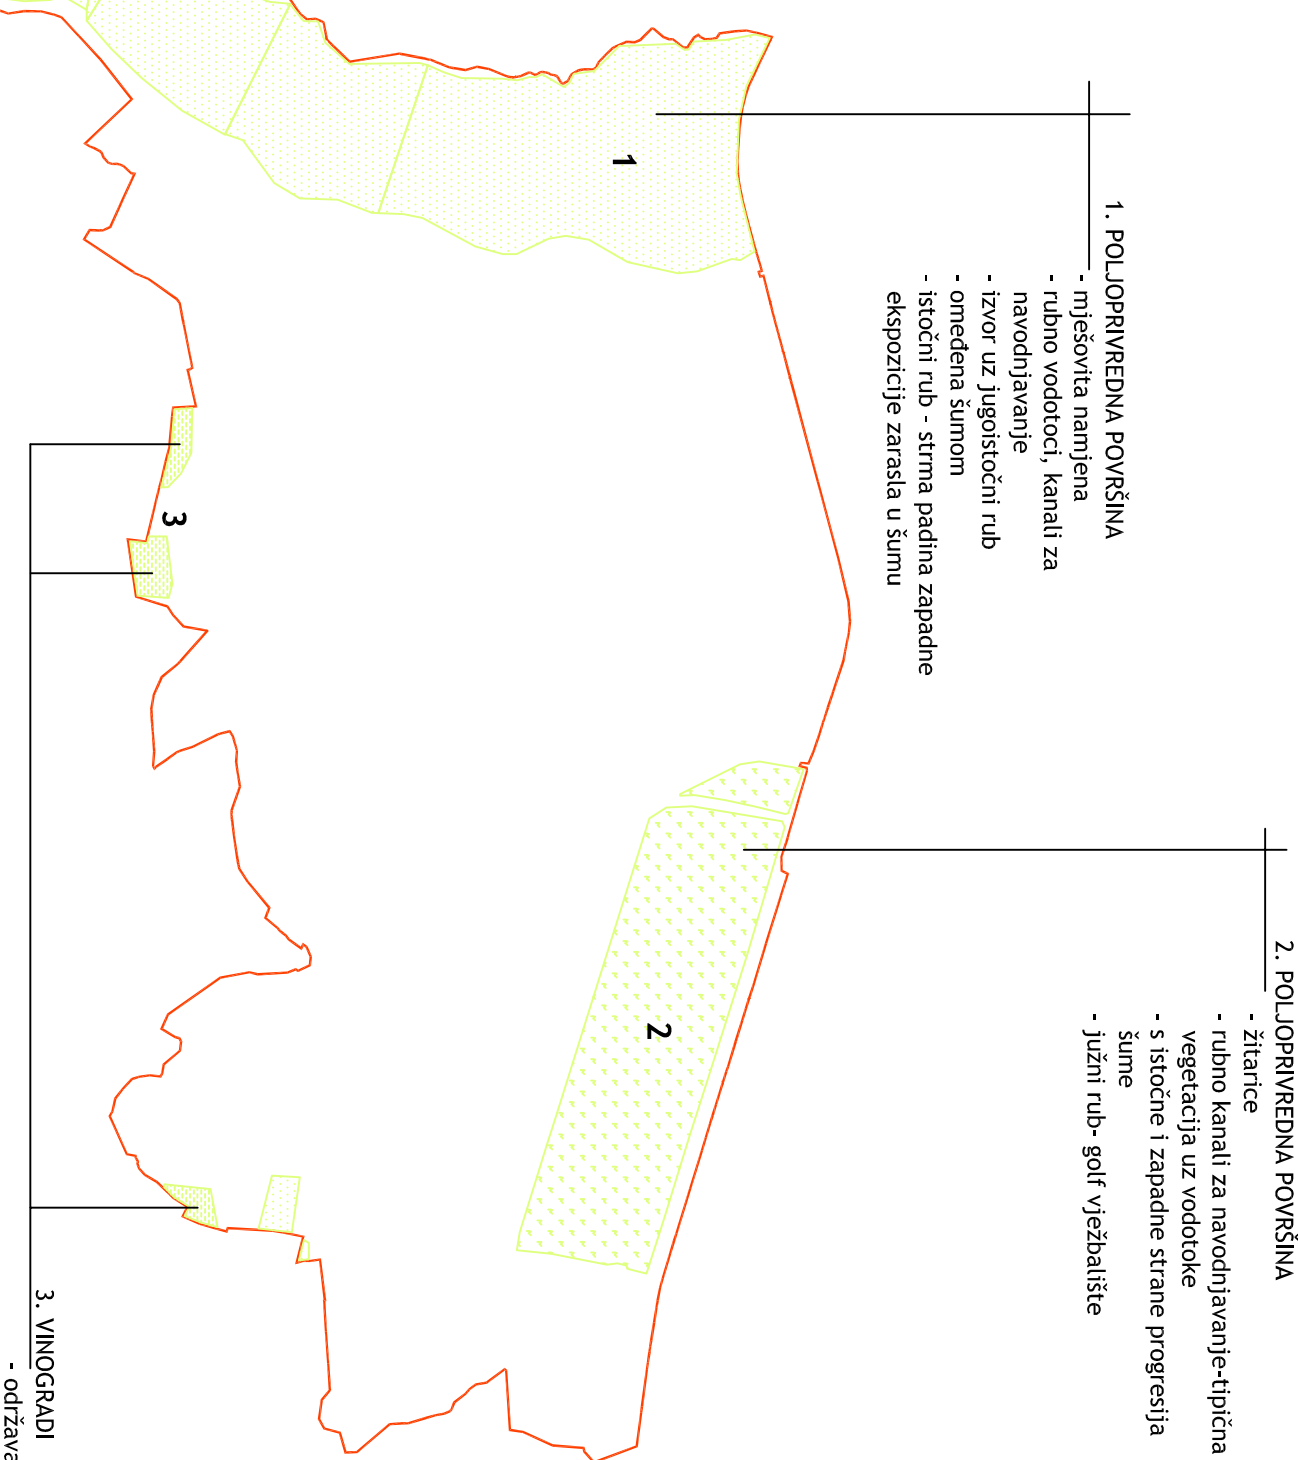 1. POLJOPRIVREDNA POVRŠINA
- mješovita namjena
- rubno vodotoci, kanali za
navodnjavanje
- izvor uz jugoistočni rub
- omeđena šumom
- istočni rub - strma padina zapadne
ekspozicije zarasla u šumu
1
2. POLJOPRIVREDNA POVRŠINA
- žitarice
- rubno kanali za navodnjavanje-tipična
vegetacija uz vodotoke
- s istočne i zapadne strane progresija
šume
- južni rub- golf vježbalište
2
3
3. VINOGRADI
- održava